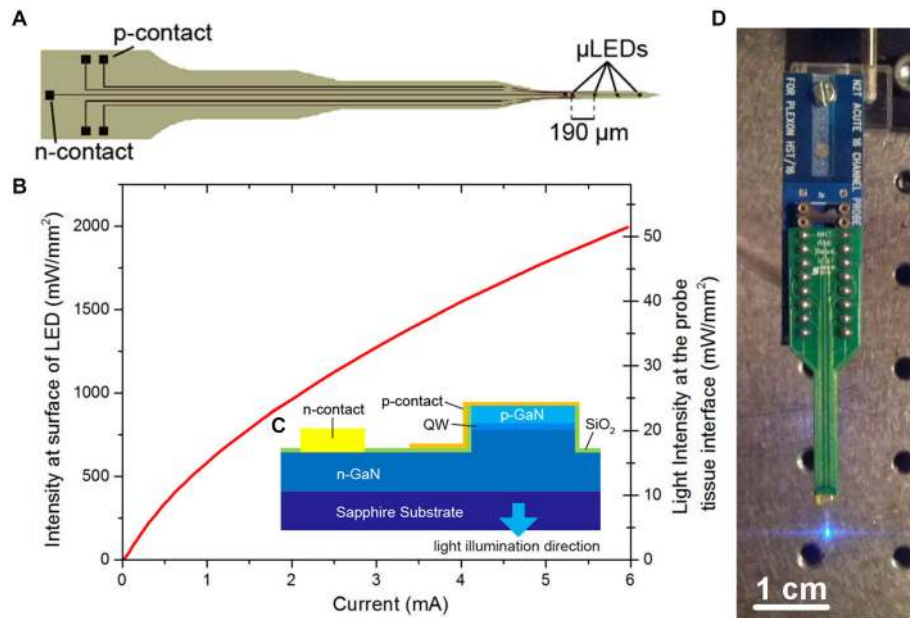 A
p-contact
n-contact
µLEDs
190 µm
B
Intensity at surface of LED (mW/mm²)
2000
1500
1000
500
0
0
1
2
3
4
5
6
Current (mA)
50
40
30
20
10
0
Light Intensity at the probe
tissue interface (mW/mm²)
C
n-contact
p-contact
QW
p-GaN
SiO₂
n-GaN
Sapphire Substrate
light illumination direction
D
N2T ACUTE 16 CHANNEL PROBE
FOR PLEXON HST/16
1 cm